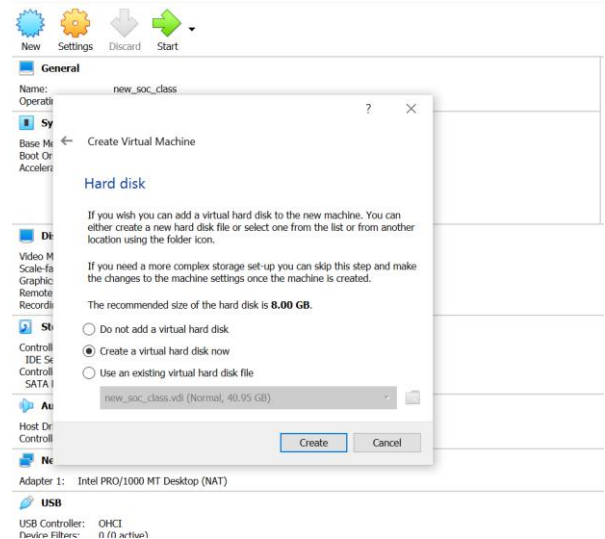 New Settings Discard Start
General
Name: new_soc_class
Operatin
Sy
Base Me
Boot Or
Accelera
? ×
← Create Virtual Machine
Hard disk
If you wish you can add a virtual hard disk to the new machine. You can
either create a new hard disk file or select one from the list or from another
location using the folder icon.
If you need a more complex storage set-up you can skip this step and make
the changes to the machine settings once the machine is created.
The recommended size of the hard disk is 8.00 GB.
Do not add a virtual hard disk
Create a virtual hard disk now
Use an existing virtual hard disk file
new_soc_class.vdi (Normal, 40.95 GB)
Create Cancel
Dis
Video M
Scale-fa
Graphic
Remote
Recordi
Sto
Controll
IDE Se
Controll
SATA
Au
Host Dr
Controll
Ne
Adapter 1: Intel PRO/1000 MT Desktop (NAT)
USB
USB Controller: OHCI
Device Filters: 0 (0 active)